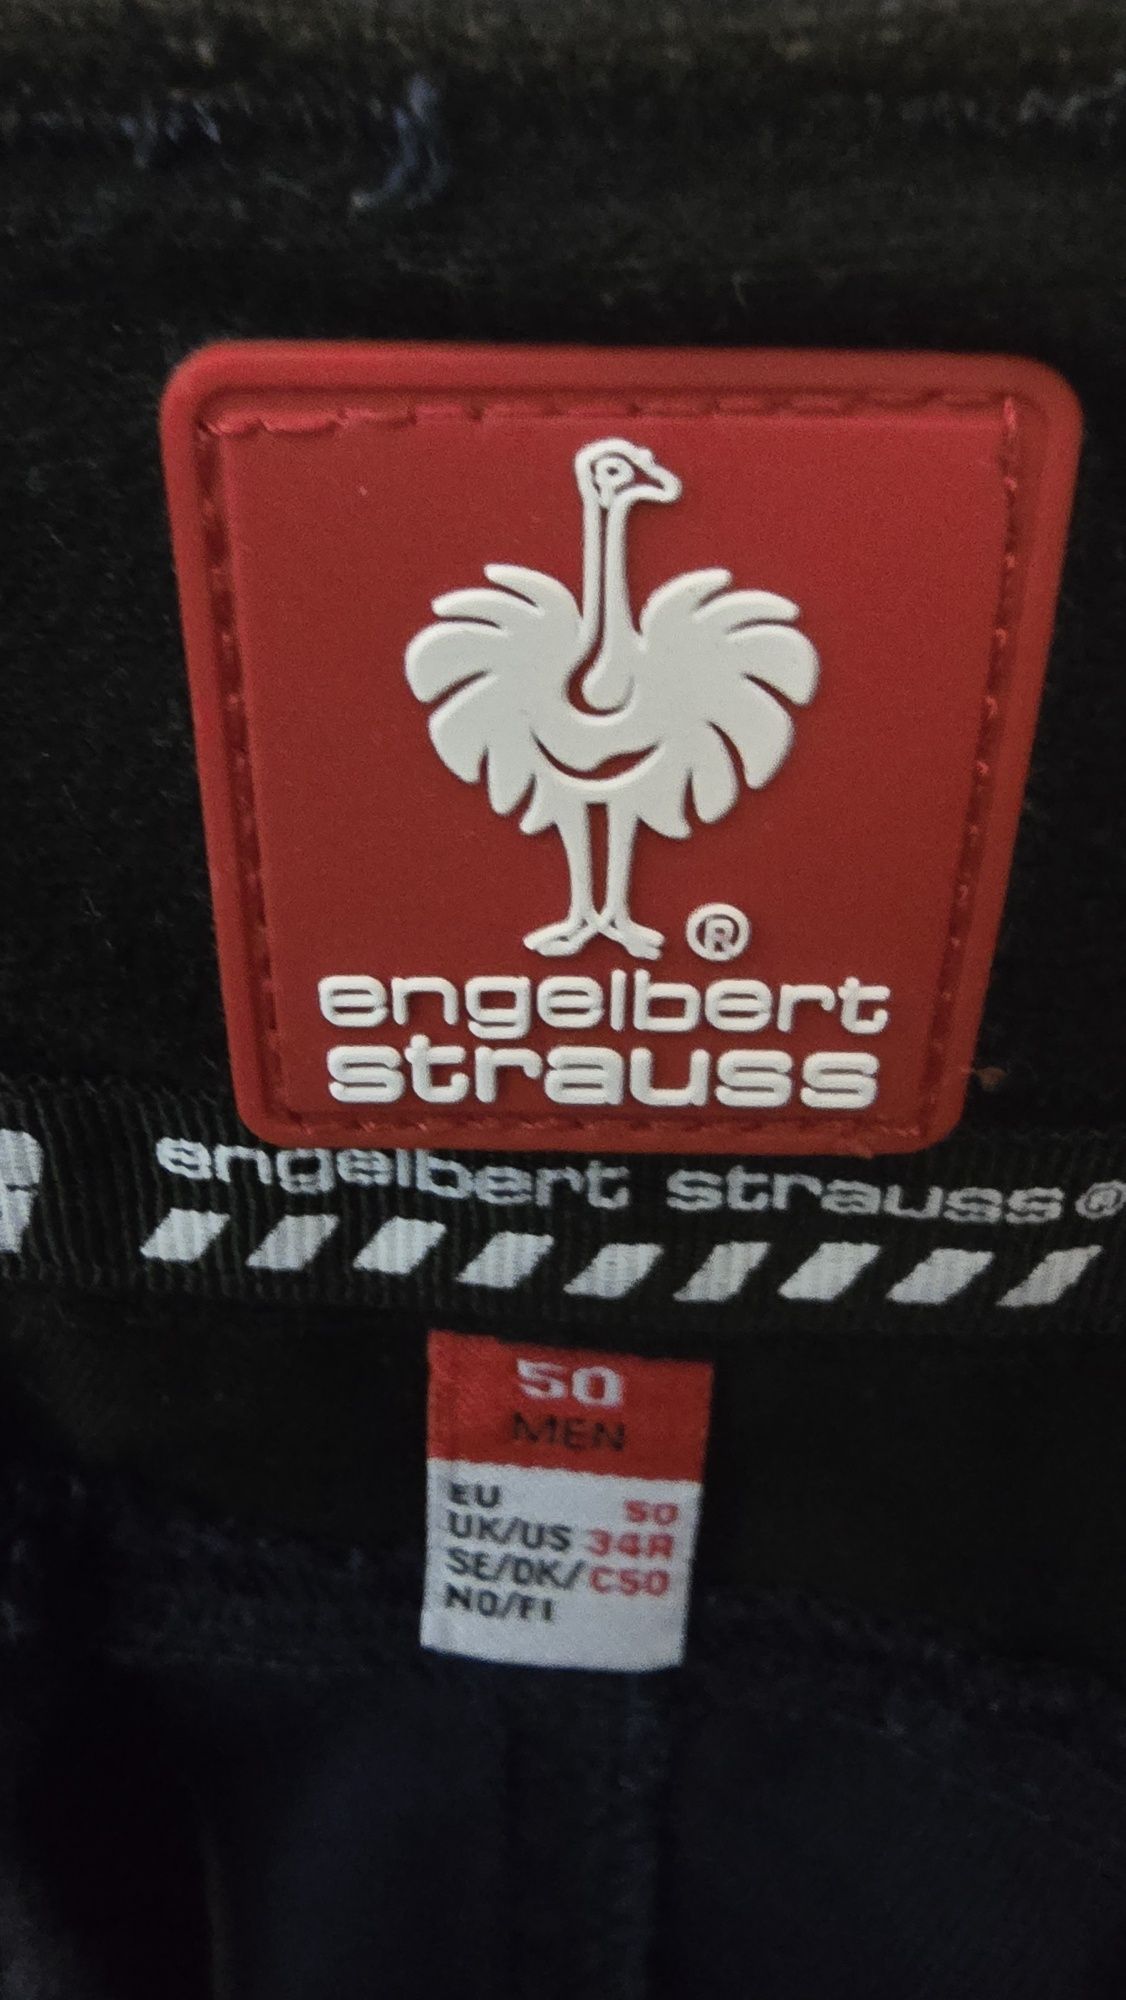 ®
engelbert
strauss
engelbert strauss®
50
MEN
EU 50
UK/US 34R
SE/DK/ C50
NO/FI